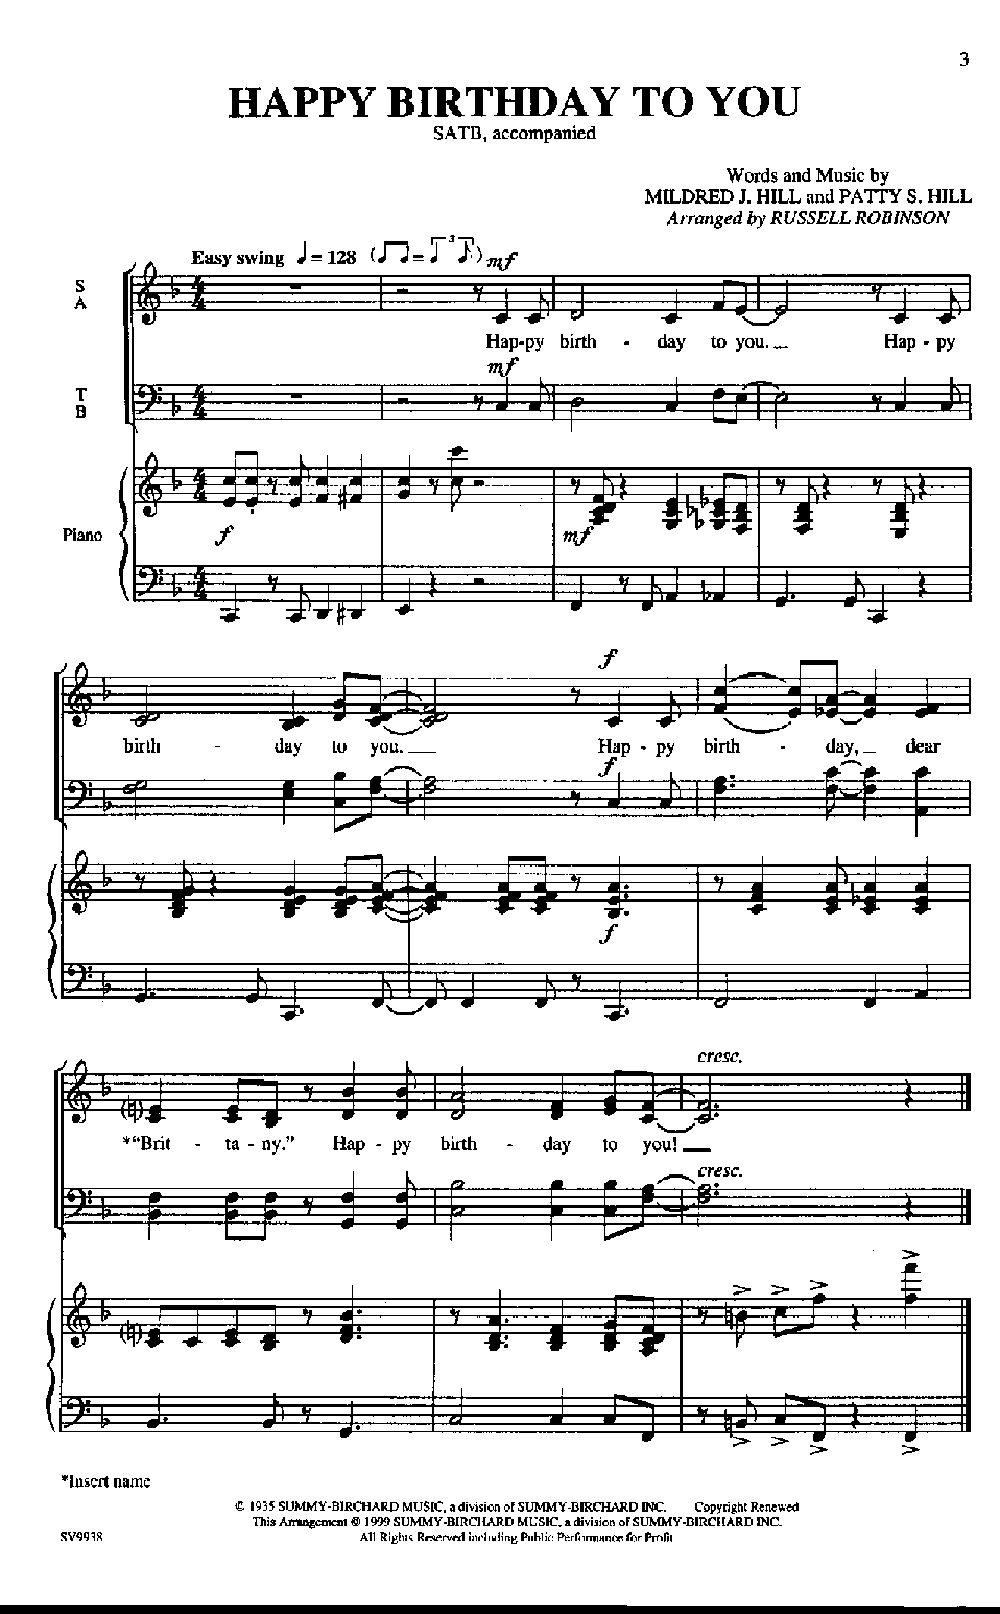 3
HAPPY BIRTHDAY TO YOU
SATB, accompanied
Words and Music by
MILDRED J. HILL and PATTY S. HILL
Arranged by RUSSELL ROBINSON
Easy swing ♩= 128 (♫ = 3)
mf
S
A
Hap-py birth - day to you. Hap - py
mf
T
B
Piano
f mf
f
birth - day to you. Hap - py birth - day, dear
f
f
cresc.
*"Brit - ta - ny." Hap - py birth - day to you!
cresc.
*Insert name
© 1935 SUMMY-BIRCHARD MUSIC, a division of SUMMY-BIRCHARD INC. Copyright Renewed
This Arrangement © 1999 SUMMY-BIRCHARD MUSIC, a division of SUMMY-BIRCHARD INC.
SV9938 All Rights Reserved including Public Performance for Profit